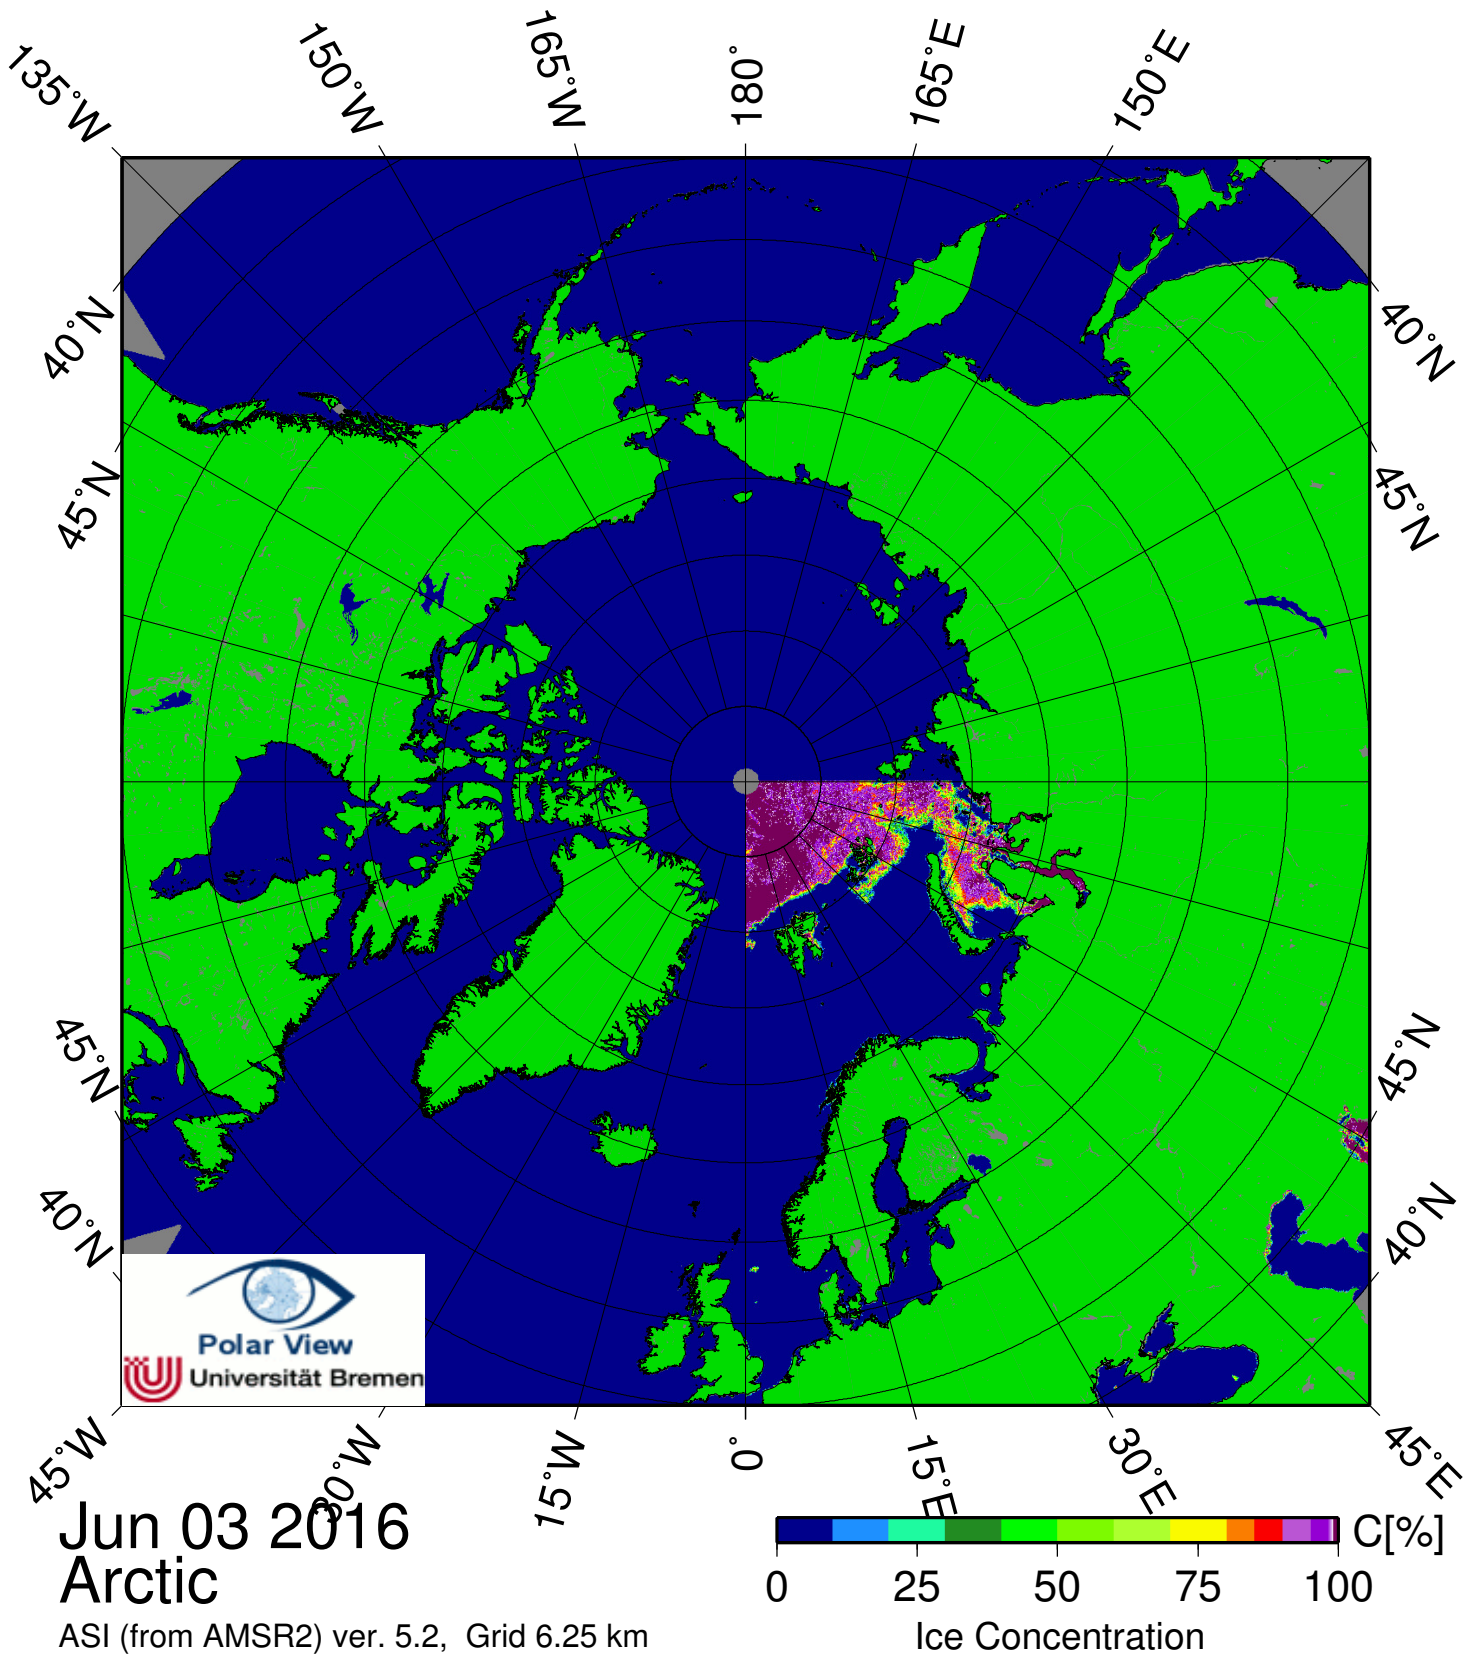 135°W
150°W
165°W
180°
165°E
150°E
40°N
40°N
45°N
45°N
45°N
45°N
40°N
40°N
Polar View
Universität Bremen
45°W
30°W
15°W
0°
15°E
30°E
45°E
Jun 03 2016
Arctic
ASI (from AMSR2) ver. 5.2, Grid 6.25 km
C[%]
0 25 50 75 100
Ice Concentration